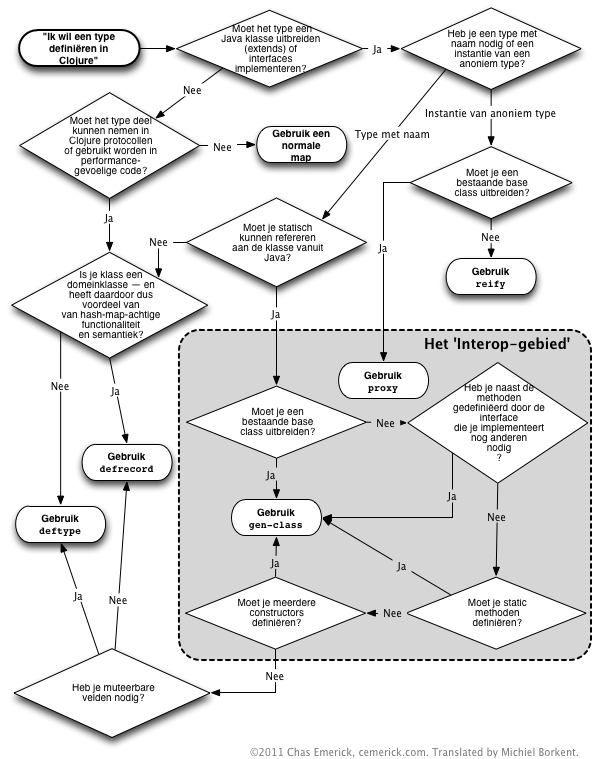 "Ik wil een type
definiëren in
Clojure"
Moet het type een
Java klasse uitbreiden
(extends) of
interfaces
implementeren?
Ja
Heb je een type met
naam nodig of een
instantie van een
anoniem type?
Nee
Instantie van anoniem type
Type met naam
Moet het type deel
kunnen nemen in
Clojure protocollen
of gebruikt worden in
performance-
gevoelige code?
Nee
Gebruik een
normale
map
Moet je een
bestaande base
class uitbreiden?
Ja
Ja
Nee
Gebruik
reify
Moet je statisch
kunnen refereren
aan de klasse vanuit
Java?
Nee
Ja
Is je klass een
domeinklasse — en
heeft daardoor dus
voordeel van
van hash-map-achtige
functionaliteit
en semantiek?
Nee
Ja
Het 'Interop-gebied'
Gebruik
proxy
Moet je een
bestaande base
class uitbreiden?
Nee
Heb je naast de
methoden
gedefinieërd door de
interface
die je implementeert
nog anderen
nodig
?
Ja
Ja
Nee
Gebruik
defrecord
Gebruik
deftype
Gebruik
gen-class
Ja
Ja
Moet je meerdere
constructors
definiëren?
Nee
Moet je static
methoden
definiëren?
Ja
Nee
Nee
Heb je muteerbare
velden nodig?
©2011 Chas Emerick, cemerick.com. Translated by Michiel Borkent.